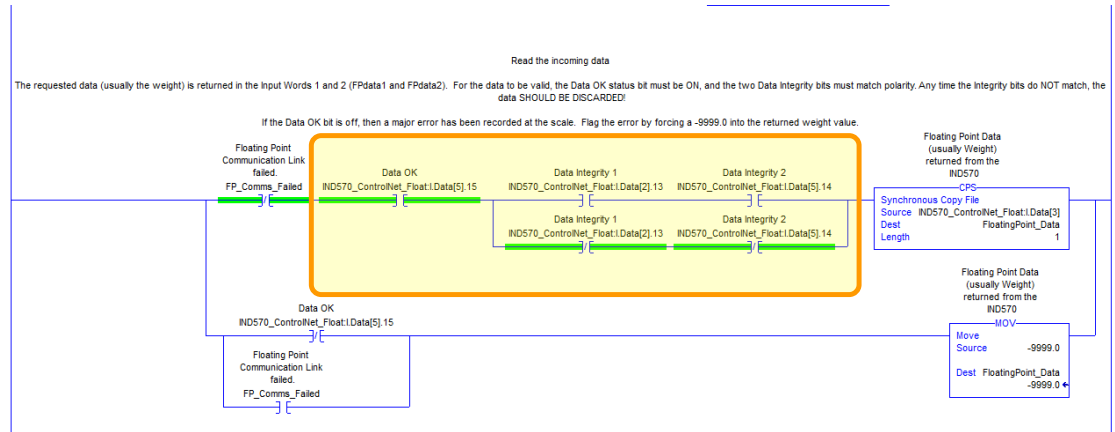 Read the incoming data
The requested data (usually the weight) is returned in the Input Words 1 and 2 (FPdata1 and FPdata2).  For the data to be valid, the Data OK status bit must be ON, and the two Data Integrity bits must match polarity. Any time the Integrity bits do NOT match, the
data SHOULD BE DISCARDED!
If the Data OK bit is off, then a major error has been recorded at the scale.  Flag the error by forcing a -9999.0 into the returned weight value.
Floating Point
Communication Link
failed.
FP_Comms_Failed
Data OK
IND570_ControlNet_Float:I.Data[5].15
Data Integrity 1
IND570_ControlNet_Float:I.Data[2].13
Data Integrity 2
IND570_ControlNet_Float:I.Data[5].14
Floating Point Data
(usually Weight)
returned from the
IND570
CPS
Synchronous Copy File
Source IND570_ControlNet_Float:I.Data[3]
Dest FloatingPoint_Data
Length 1
Data Integrity 1
IND570_ControlNet_Float:I.Data[2].13
Data Integrity 2
IND570_ControlNet_Float:I.Data[5].14
Data OK
IND570_ControlNet_Float:I.Data[5].15
Floating Point Data
(usually Weight)
returned from the
IND570
MOV
Move
Source -9999.0
Dest FloatingPoint_Data
-9999.0
Floating Point
Communication Link
failed.
FP_Comms_Failed